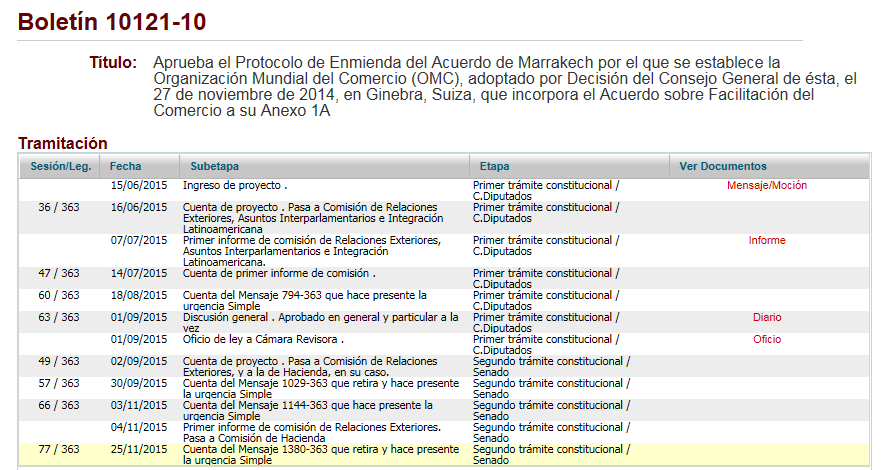 Boletín 10121-10
Título: Aprueba el Protocolo de Enmienda del Acuerdo de Marrakech por el que se establece la
Organización Mundial del Comercio (OMC), adoptado por Decisión del Consejo General de ésta, el
27 de noviembre de 2014, en Ginebra, Suiza, que incorpora el Acuerdo sobre Facilitación del
Comercio a su Anexo 1A
Tramitación
Sesión/Leg. Fecha Subetapa Etapa Ver Documentos
15/06/2015 Ingreso de proyecto . Primer trámite constitucional / Mensaje/Moción
C.Diputados
36 / 363 16/06/2015 Cuenta de proyecto . Pasa a Comisión de Relaciones Primer trámite constitucional /
Exteriores, Asuntos Interparlamentarios e Integración C.Diputados
Latinoamericana
07/07/2015 Primer informe de comisión de Relaciones Exteriores, Primer trámite constitucional / Informe
Asuntos Interparlamentarios e Integración C.Diputados
Latinoamericana.
47 / 363 14/07/2015 Cuenta de primer informe de comisión . Primer trámite constitucional /
C.Diputados
60 / 363 18/08/2015 Cuenta del Mensaje 794-363 que hace presente la Primer trámite constitucional /
urgencia Simple C.Diputados
63 / 363 01/09/2015 Discusión general . Aprobado en general y particular a la Primer trámite constitucional / Diario
vez C.Diputados
01/09/2015 Oficio de ley a Cámara Revisora . Primer trámite constitucional / Oficio
C.Diputados
49 / 363 02/09/2015 Cuenta de proyecto . Pasa a Comisión de Relaciones Segundo trámite constitucional /
Exteriores, y a la de Hacienda, en su caso. Senado
57 / 363 30/09/2015 Cuenta del Mensaje 1029-363 que retira y hace presente Segundo trámite constitucional /
la urgencia Simple Senado
66 / 363 03/11/2015 Cuenta del Mensaje 1144-363 que hace presente la Segundo trámite constitucional /
urgencia Simple Senado
04/11/2015 Primer informe de comisión de Relaciones Exteriores. Segundo trámite constitucional /
Pasa a Comisión de Hacienda Senado
77 / 363 25/11/2015 Cuenta del Mensaje 1380-363 que retira y hace presente Segundo trámite constitucional /
la urgencia Simple Senado